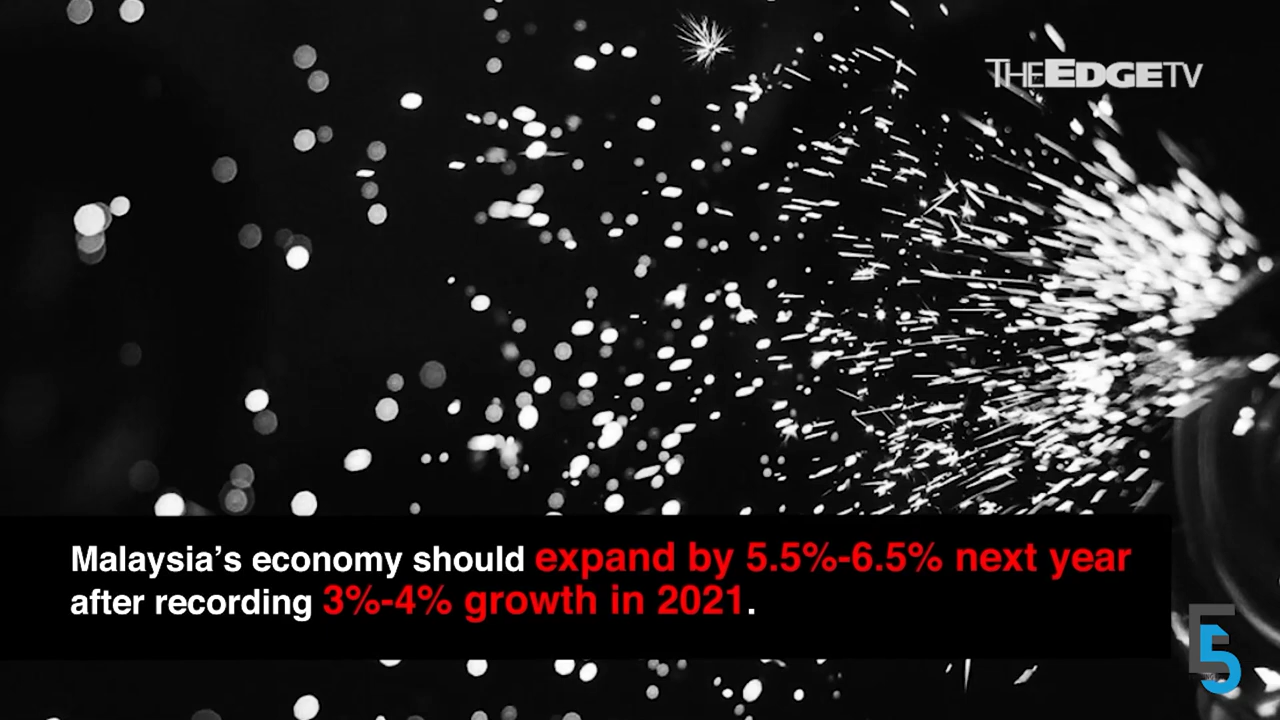 THEEDGETV
Malaysia’s economy should expand by 5.5%-6.5% next year
after recording 3%-4% growth in 2021.
E5